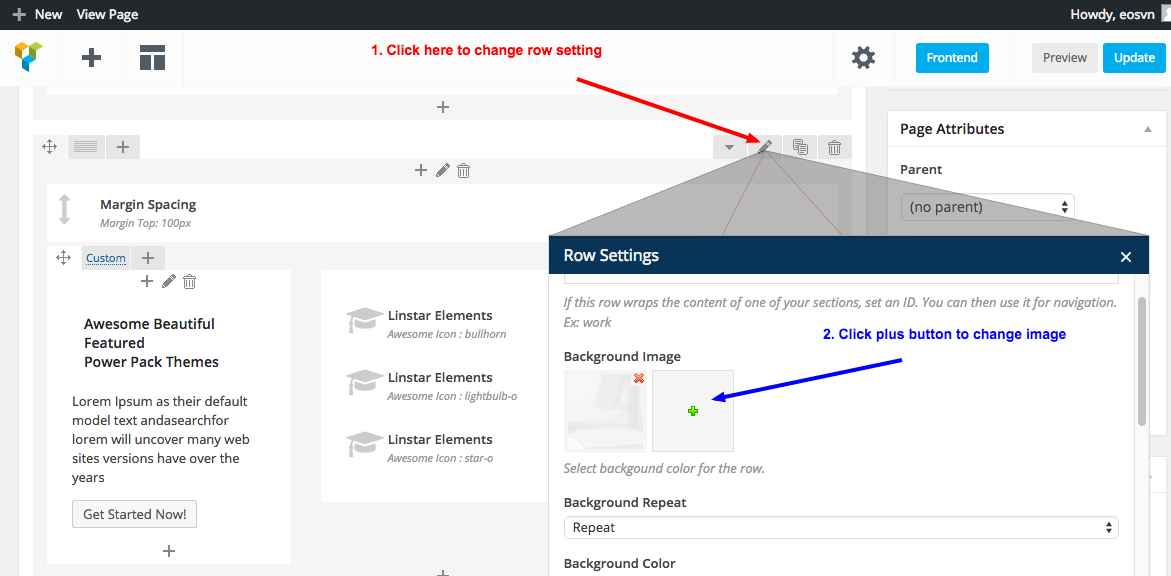 New View Page
Howdy, eosvn
1. Click here to change row setting
Frontend
Preview
Update
Page Attributes
Parent
(no parent)
Margin Spacing
Margin Top: 100px
Custom
Awesome Beautiful
Featured
Power Pack Themes
Lorem Ipsum as their default
model text andasearchfor
lorem will uncover many web
sites versions have over the
years
Get Started Now!
Linstar Elements
Awesome Icon : bullhorn
Linstar Elements
Awesome Icon : lightbulb-o
Linstar Elements
Awesome Icon : star-o
Row Settings
If this row wraps the content of one of your sections, set an ID. You can then use it for navigation.
Ex: work
2. Click plus button to change image
Background Image
Select backgound color for the row.
Background Repeat
Repeat
Background Color